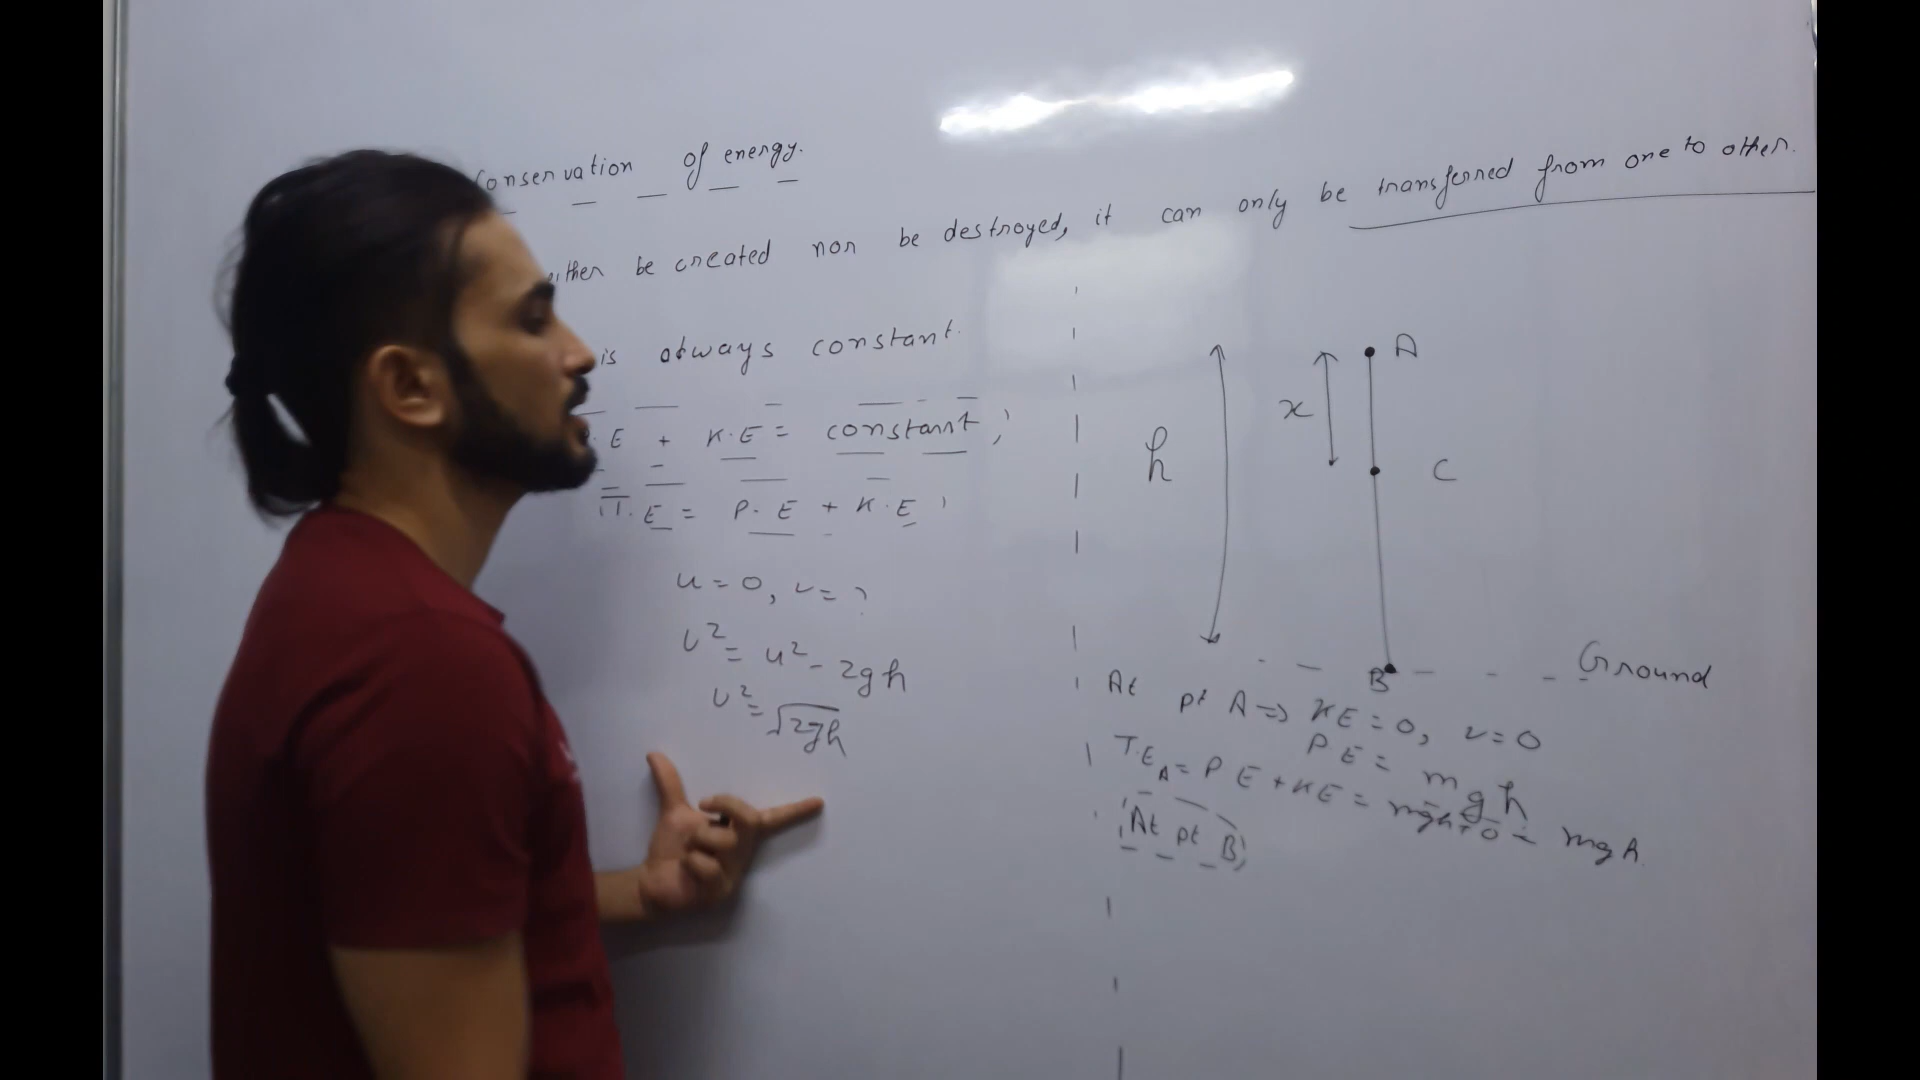 Conservation of energy.
either be created nor be destroyed, it can only be transferred from one to other.
is always constant.
P.E + K.E = constant,
T.E = P.E + K.E
u = 0, v = ?
v² = u² - 2gh
v² = √2gh
h
x
A
C
B
Ground
At pt A => KE = 0, v = 0
PE = mgh
T.E_A = PE + KE = mgh + 0 = mgh.
At pt B